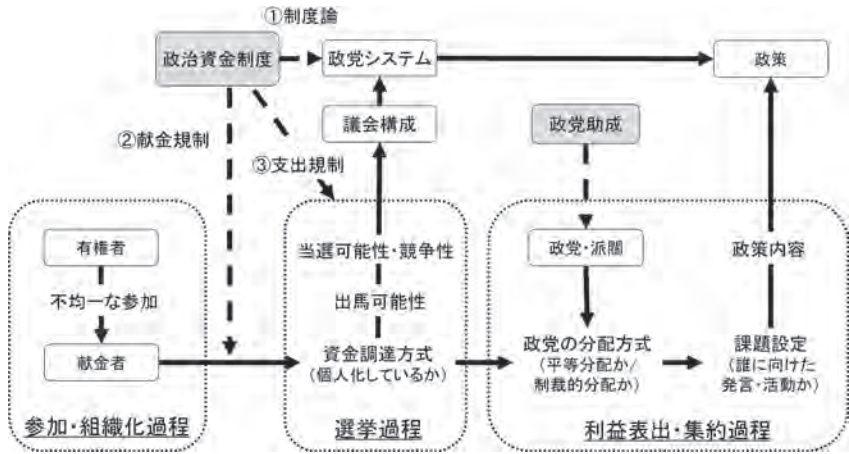 ①制度論
政治資金制度
政党システム
政策
議会構成
政党助成
②献金規制
③支出規制
有権者
不均一な参加
献金者
参加・組織化過程
当選可能性・競争性
出馬可能性
資金調達方式
(個人化しているか)
選挙過程
政党・派閥
政党の分配方式
(平等分配か/
制裁的分配か)
政策内容
課題設定
(誰に向けた
発言・活動か)
利益表出・集約過程